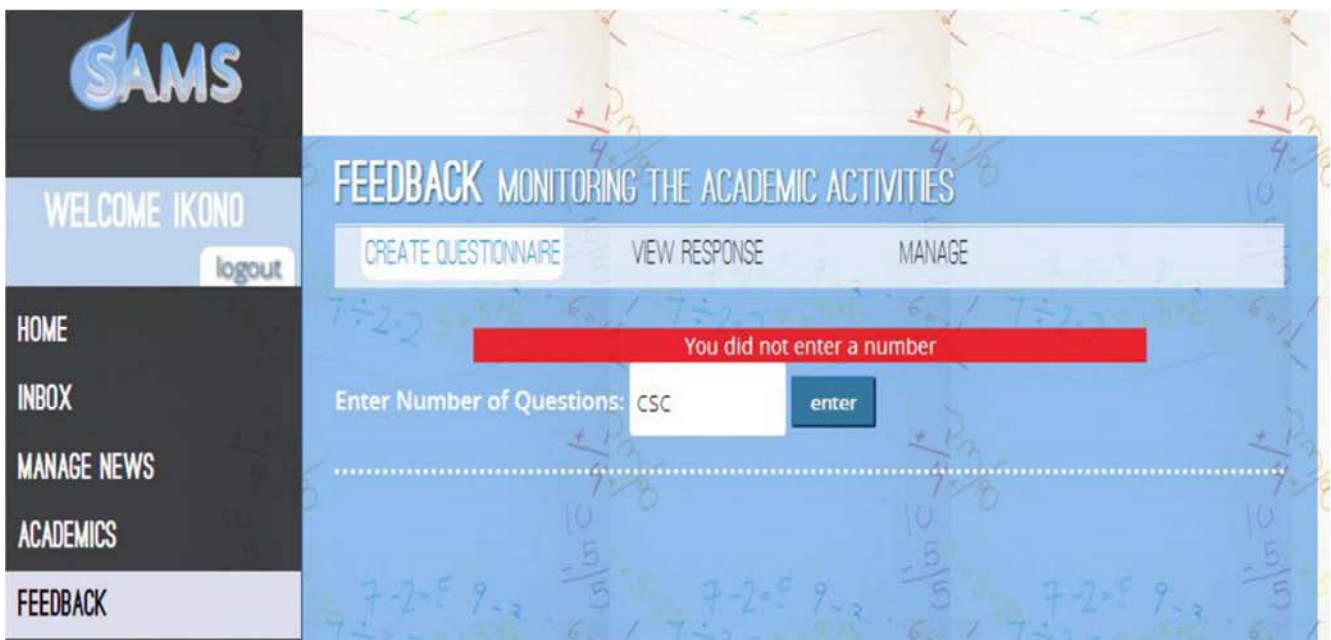 SAMS
WELCOME IKONO
logout
HOME
INBOX
MANAGE NEWS
ACADEMICS
FEEDBACK
FEEDBACK MONITORING THE ACADEMIC ACTIVITIES
CREATE QUESTIONNAIRE VIEW RESPONSE MANAGE
You did not enter a number
Enter Number of Questions: csc enter